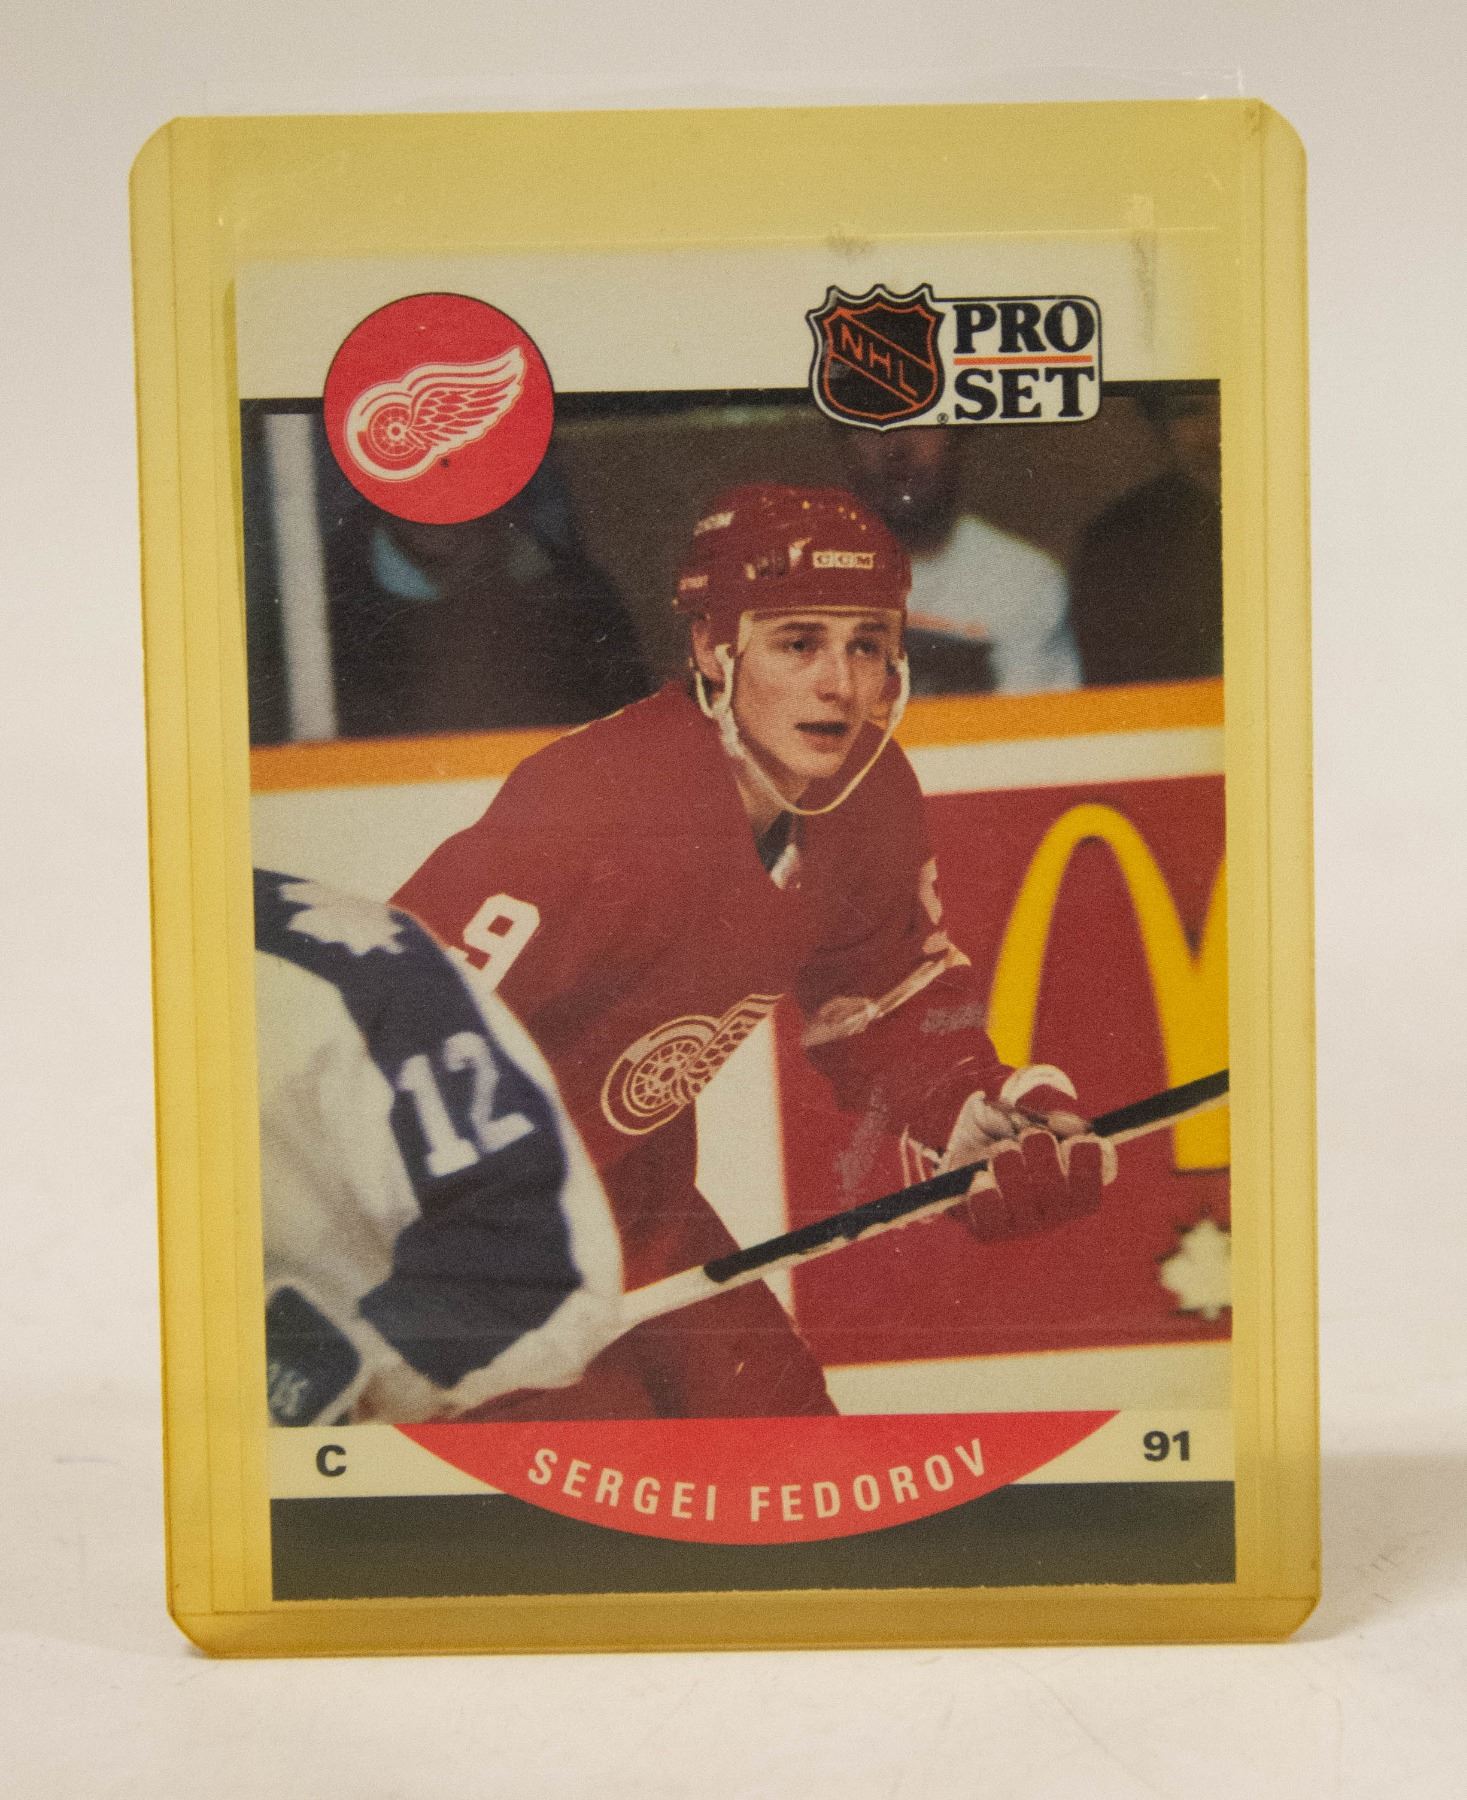 NHL
PRO
SET
CCM
9
12
C
SERGEI FEDOROV
91